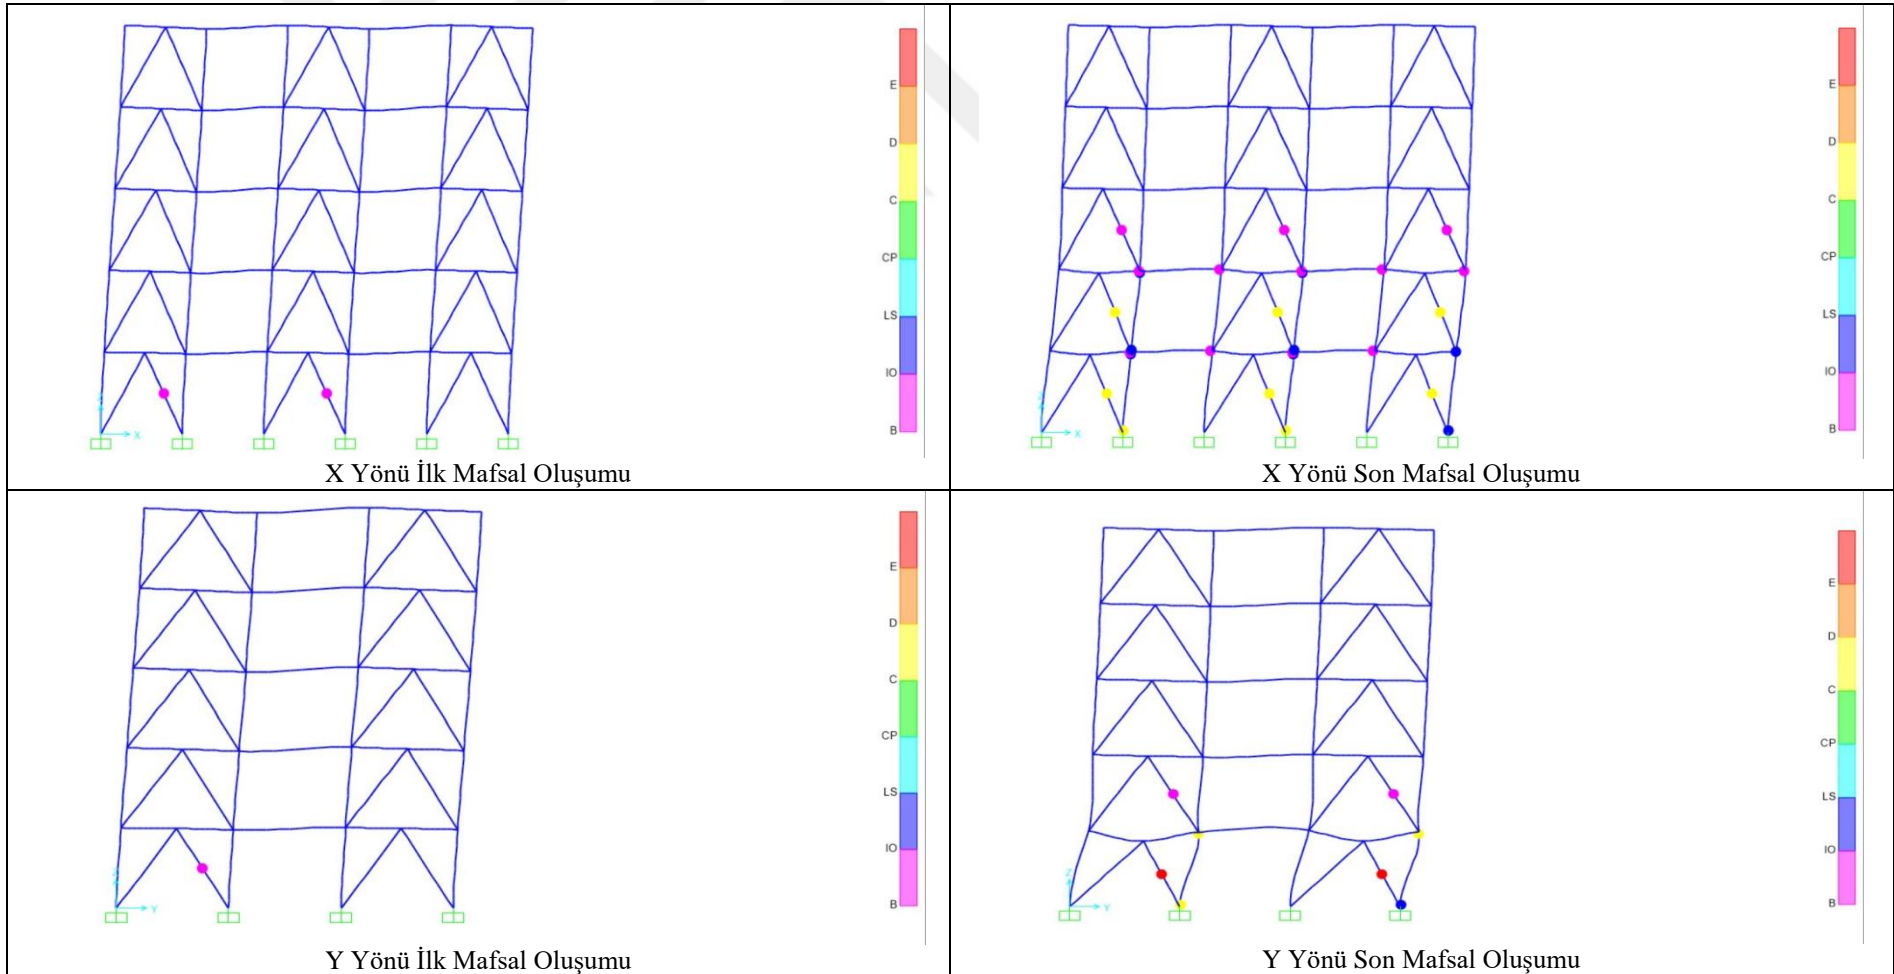 E
D
C
CP
LS
IO
B
Z
X
X Yönü İlk Mafsal Oluşumu
E
D
C
CP
LS
IO
B
Z
X
X Yönü Son Mafsal Oluşumu
E
D
C
CP
LS
IO
B
Z
Y
Y Yönü İlk Mafsal Oluşumu
E
D
C
CP
LS
IO
B
Z
Y
Y Yönü Son Mafsal Oluşumu